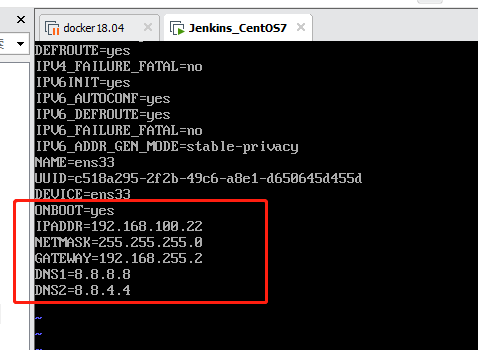 docker18.04
Jenkins_CentOS7
DEFROUTE=yes
IPV4_FAILURE_FATAL=no
IPV6INIT=yes
IPV6_AUTOCONF=yes
IPV6_DEFROUTE=yes
IPV6_FAILURE_FATAL=no
IPV6_ADDR_GEN_MODE=stable-privacy
NAME=ens33
UUID=c518a295-2f2b-49c6-a8e1-d650645d455d
DEVICE=ens33
ONBOOT=yes
IPADDR=192.168.100.22
NETMASK=255.255.255.0
GATEWAY=192.168.255.2
DNS1=8.8.8.8
DNS2=8.8.4.4
~
~
~